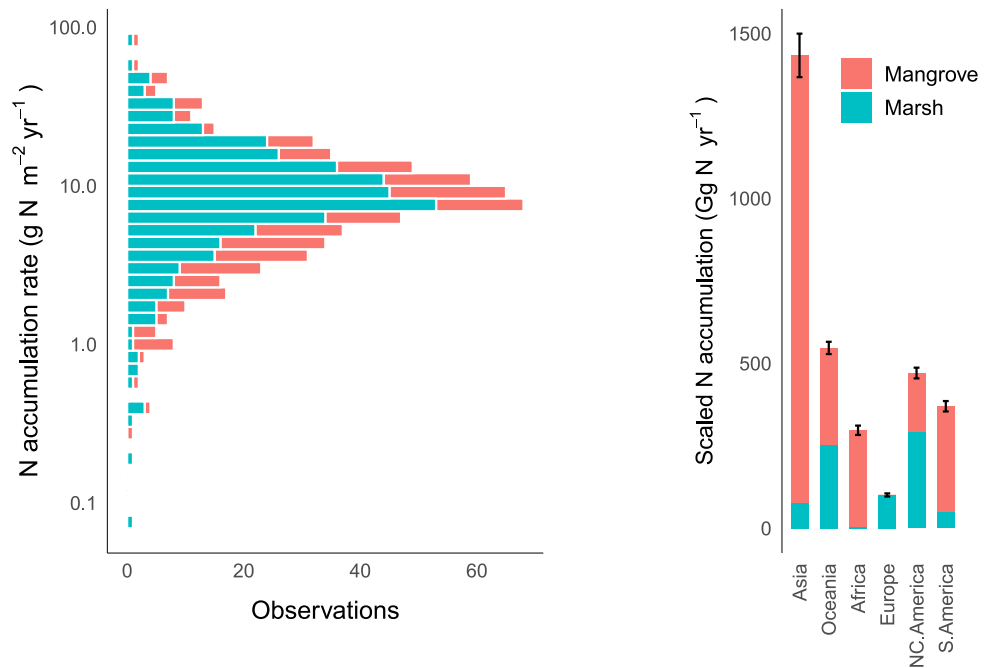 N accumulation rate (g N m⁻² yr⁻¹)
100.0
10.0
1.0
0.1
0 20 40 60
Observations
Scaled N accumulation (Gg N yr⁻¹)
1500
1000
500
0
Mangrove
Marsh
Asia
Oceania
Africa
Europe
NC.America
S.America